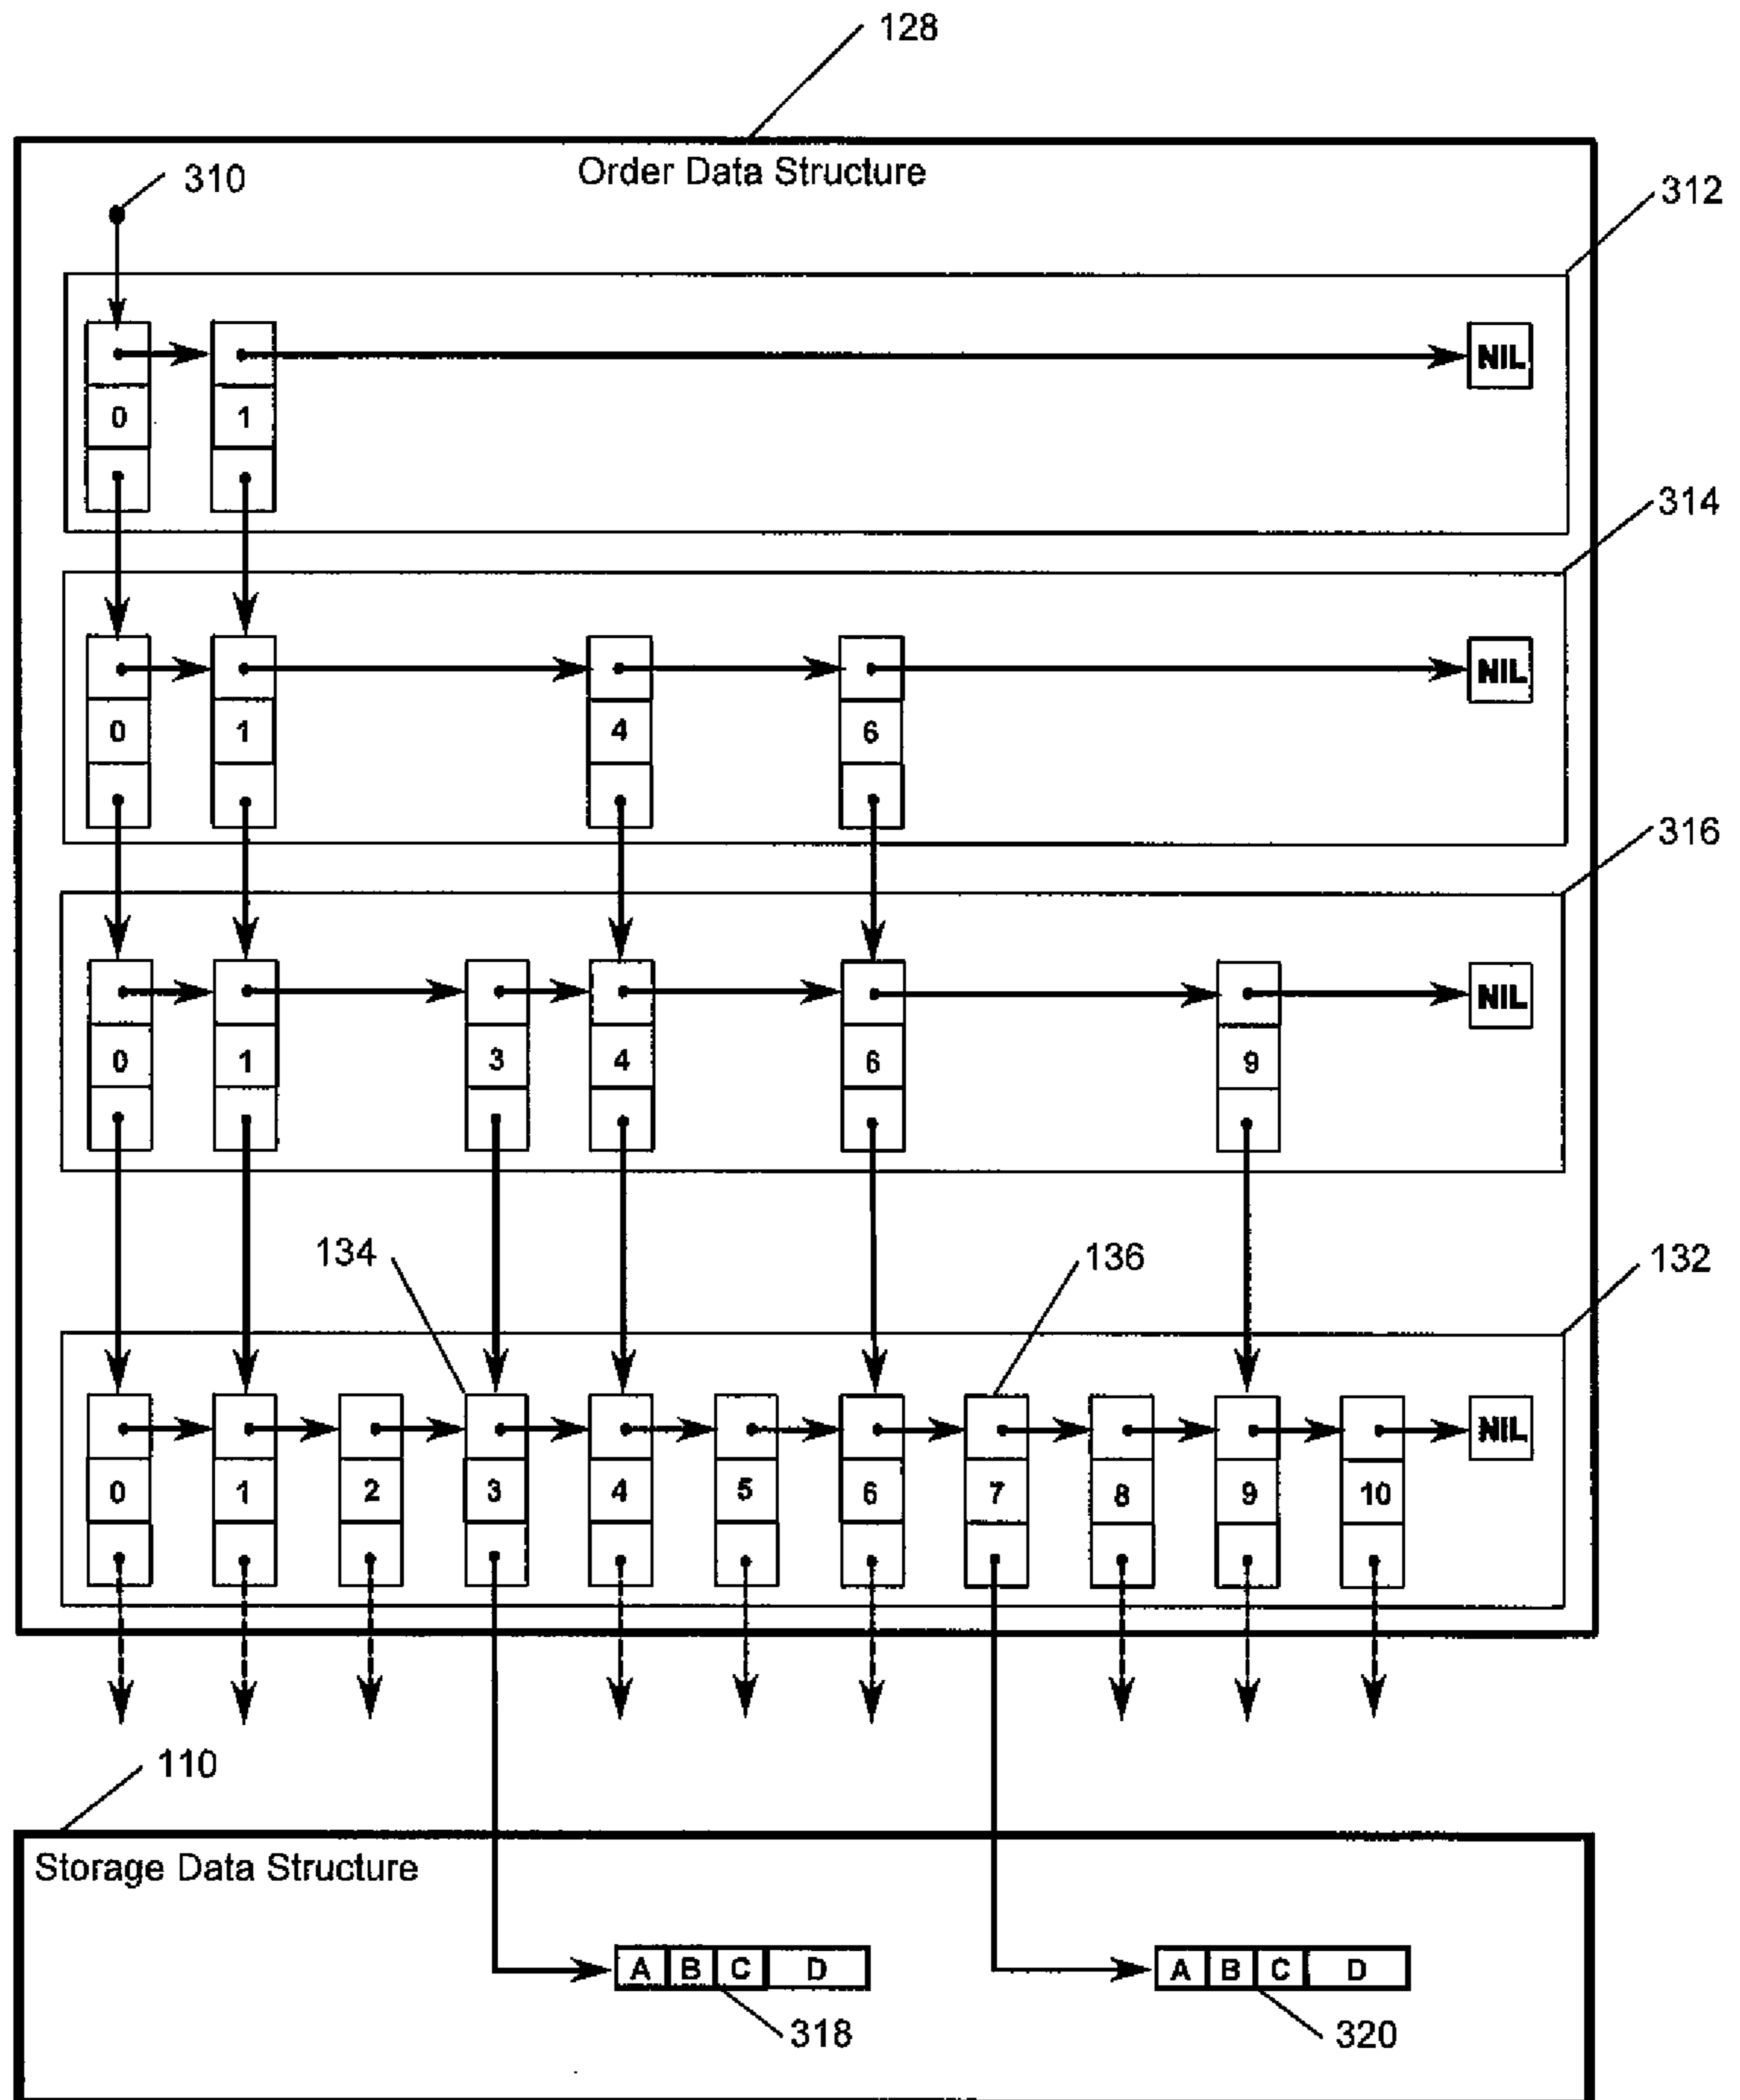 128
Order Data Structure
310
312
NIL
0 1
314
NIL
0 1 4 6
316
NIL
0 1 3 4 6 9
134 136 132
NIL
0 1 2 3 4 5 6 7 8 9 10
110
Storage Data Structure
A B C D A B C D
318 320